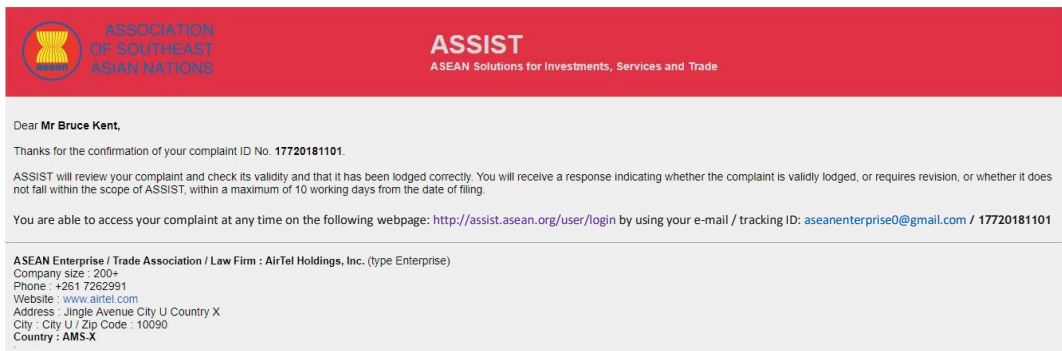 ASSOCIATION
OF SOUTHEAST
ASIAN NATIONS
asean
ASSIST
ASEAN Solutions for Investments, Services and Trade
Dear Mr Bruce Kent,
Thanks for the confirmation of your complaint ID No. 17720181101.
ASSIST will review your complaint and check its validity and that it has been lodged correctly. You will receive a response indicating whether the complaint is validly lodged, or requires revision, or whether it does
not fall within the scope of ASSIST, within a maximum of 10 working days from the date of filing.
You are able to access your complaint at any time on the following webpage: http://assist.asean.org/user/login by using your e-mail / tracking ID: aseanenterprise0@gmail.com / 17720181101
ASEAN Enterprise / Trade Association / Law Firm : AirTel Holdings, Inc. (type Enterprise)
Company size : 200+
Phone : +261 7262991
Website : www.airtel.com
Address : Jingle Avenue City U Country X
City : City U / Zip Code : 10090
Country : AMS-X